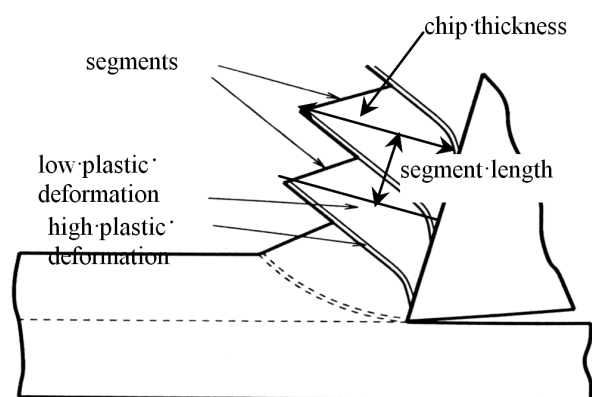 chip·thickness
segments
segment·length
low·plastic·
deformation
high·plastic·
deformation